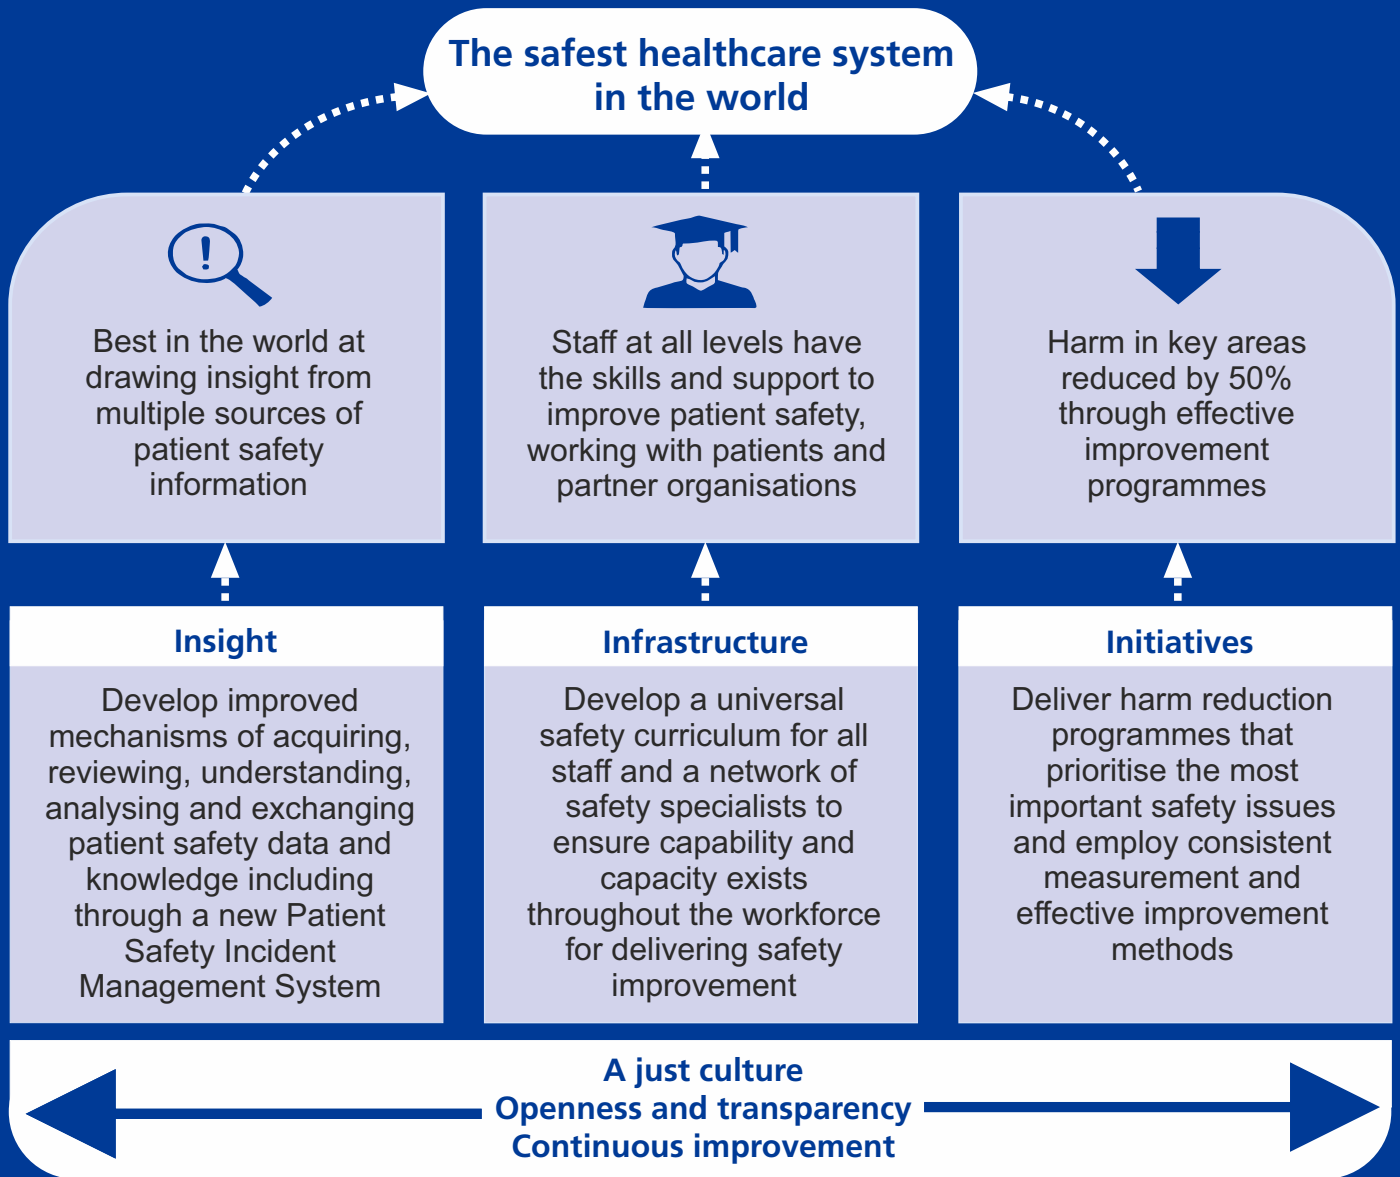 The safest healthcare system
in the world
!
Best in the world at
drawing insight from
multiple sources of
patient safety
information
Staff at all levels have
the skills and support to
improve patient safety,
working with patients and
partner organisations
Harm in key areas
reduced by 50%
through effective
improvement
programmes
Insight
Develop improved
mechanisms of acquiring,
reviewing, understanding,
analysing and exchanging
patient safety data and
knowledge including
through a new Patient
Safety Incident
Management System
Infrastructure
Develop a universal
safety curriculum for all
staff and a network of
safety specialists to
ensure capability and
capacity exists
throughout the workforce
for delivering safety
improvement
Initiatives
Deliver harm reduction
programmes that
prioritise the most
important safety issues
and employ consistent
measurement and
effective improvement
methods
A just culture
Openness and transparency
Continuous improvement